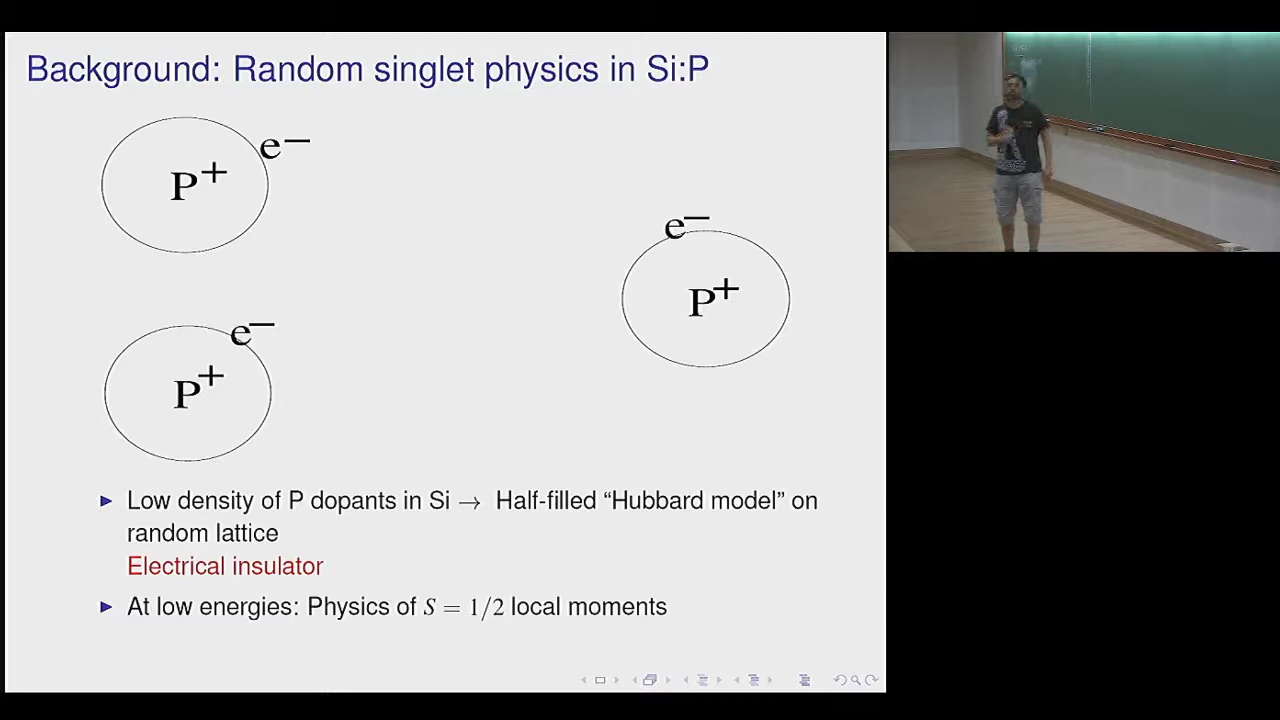 Background: Random singlet physics in Si:P
P+ e−
e−
P+
e−
P+
Low density of P dopants in Si → Half-filled “Hubbard model” on
random lattice
Electrical insulator
At low energies: Physics of S = 1/2 local moments